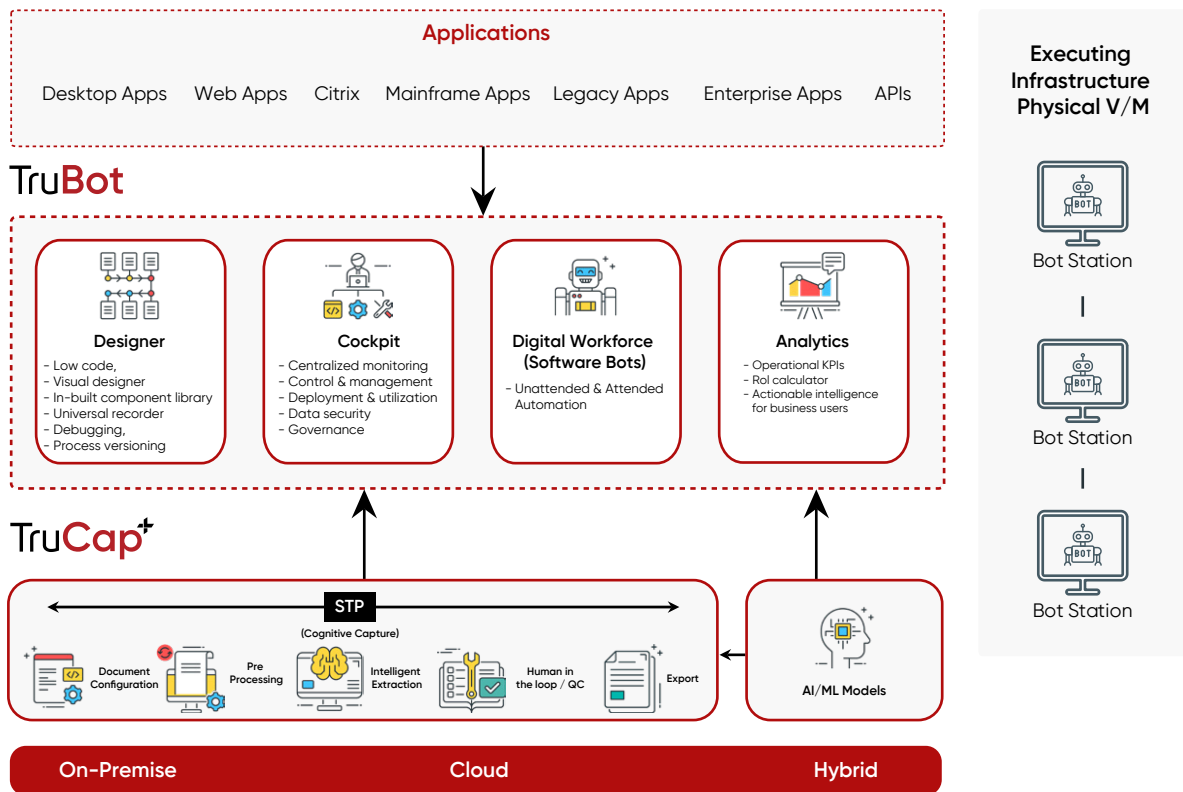 Applications
Desktop Apps Web Apps Citrix Mainframe Apps Legacy Apps Enterprise Apps APIs
TruBot
Designer
- Low code,
- Visual designer
- In-built component library
- Universal recorder
- Debugging,
- Process versioning
Cockpit
- Centralized monitoring
- Control & management
- Deployment & utilization
- Data security
- Governance
Digital Workforce
(Software Bots)
- Unattended & Attended
Automation
Analytics
- Operational KPIs
- RoI calculator
- Actionable intelligence
for business users
TruCap+
STP
(Cognitive Capture)
Document
Configuration
Pre
Processing
Intelligent
Extraction
Human in
the loop / QC
Export
AI/ML Models
On-Premise Cloud Hybrid
Executing
Infrastructure
Physical V/M
BOT
Bot Station
BOT
Bot Station
BOT
Bot Station